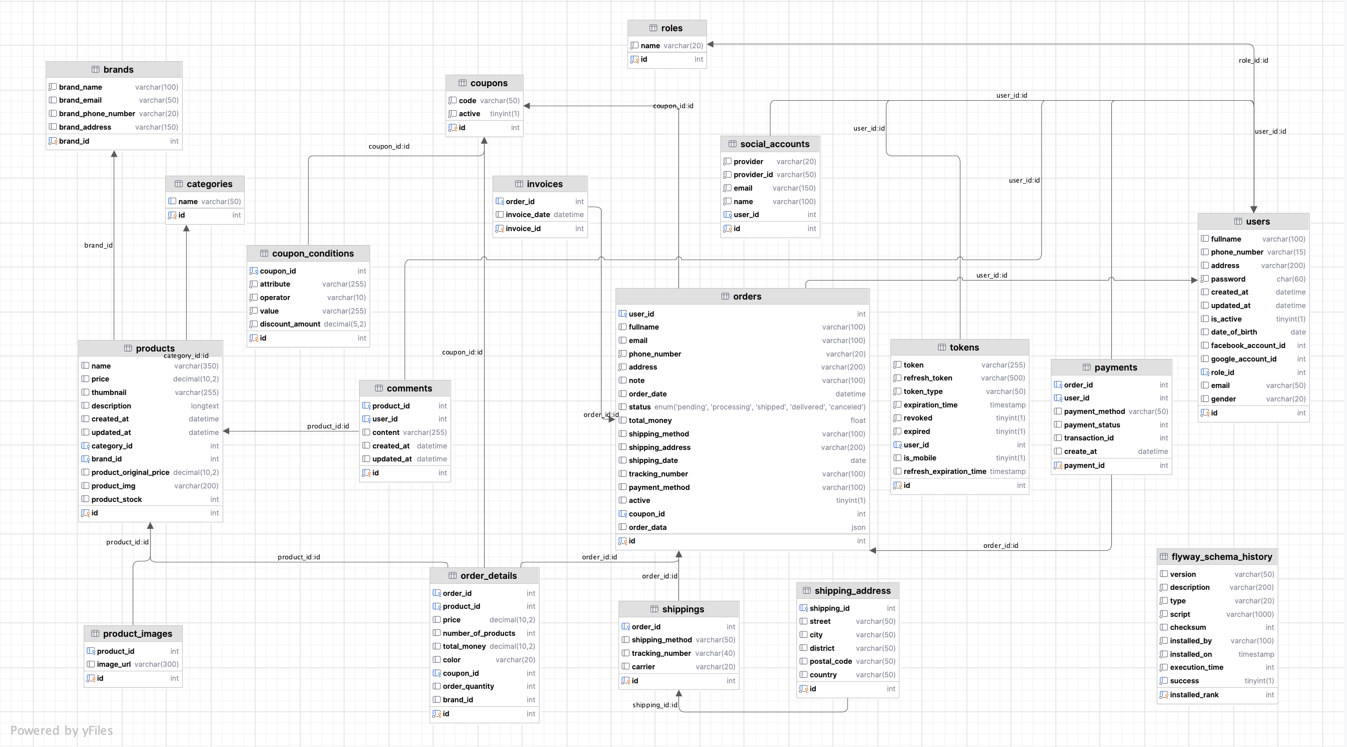 roles
name varchar(20)
id int
role_id:id
brands
brand_name varchar(100)
brand_email varchar(50)
brand_phone_number varchar(20)
brand_address varchar(150)
brand_id int
coupons
code varchar(50)
active tinyint(1)
id int
coupon_id:id
user_id:id
user_id:id
user_id:id
coupon_id:id
social_accounts
provider varchar(20)
provider_id varchar(50)
email varchar(150)
name varchar(100)
user_id int
id int
categories
name varchar(50)
id int
invoices
order_id int
invoice_date datetime
invoice_id int
user_id:id
users
fullname varchar(100)
phone_number varchar(15)
address varchar(200)
password char(60)
created_at datetime
updated_at datetime
is_active tinyint(1)
date_of_birth date
facebook_account_id int
google_account_id int
role_id int
email varchar(50)
gender varchar(20)
id int
brand_id
coupon_conditions
coupon_id int
attribute varchar(255)
operator varchar(10)
value varchar(255)
discount_amount decimal(5,2)
id int
user_id:id
orders
user_id int
fullname varchar(100)
email varchar(100)
phone_number varchar(20)
address varchar(200)
note varchar(100)
order_date datetime
status enum('pending', 'processing', 'shipped', 'delivered', 'canceled')
total_money float
shipping_method varchar(100)
shipping_address varchar(200)
shipping_date date
tracking_number varchar(100)
payment_method varchar(100)
active tinyint(1)
coupon_id int
order_data json
id int
products
category_id:id
name varchar(350)
price decimal(10,2)
thumbnail varchar(255)
description longtext
created_at datetime
updated_at datetime
category_id int
brand_id int
product_original_price decimal(10,2)
product_img varchar(200)
product_stock int
id int
coupon_id:id
tokens
token varchar(255)
refresh_token varchar(500)
token_type varchar(50)
expiration_time timestamp
revoked tinyint(1)
expired tinyint(1)
user_id int
is_mobile tinyint(1)
refresh_expiration_time timestamp
id int
payments
order_id int
user_id int
payment_method varchar(50)
payment_status int
transaction_id int
create_at datetime
payment_id int
comments
product_id int
user_id int
content varchar(255)
created_at datetime
updated_at datetime
id int
order_id:id
product_id:id
product_id:id
product_id:id
order_id:id
order_id:id
order_id:id
order_details
order_id int
product_id int
price decimal(10,2)
number_of_products int
total_money decimal(10,2)
color varchar(20)
coupon_id int
order_quantity int
brand_id int
id int
shippings
order_id int
shipping_method varchar(50)
tracking_number varchar(40)
carrier varchar(20)
id int
shipping_id:id
shipping_address
shipping_id int
street varchar(50)
city varchar(50)
district varchar(50)
postal_code varchar(50)
country varchar(50)
id int
flyway_schema_history
version varchar(50)
description varchar(200)
type varchar(20)
script varchar(1000)
checksum int
installed_by varchar(100)
installed_on timestamp
execution_time int
success tinyint(1)
installed_rank int
product_images
product_id int
image_url varchar(300)
id int
Powered by yFiles